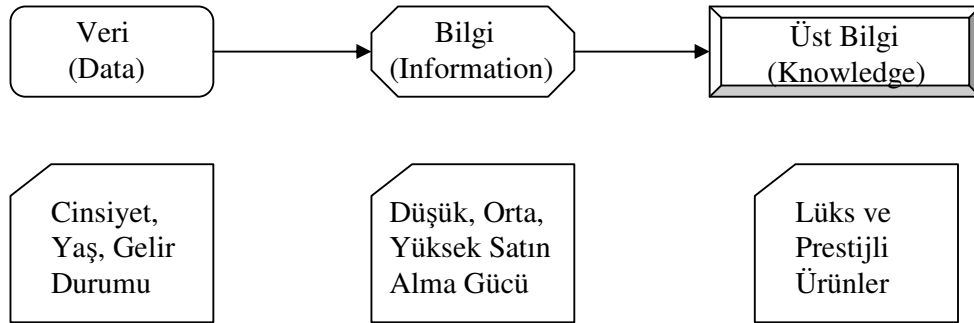 Veri
(Data)
Bilgi
(Information)
Üst Bilgi
(Knowledge)
Cinsiyet,
Yaş, Gelir
Durumu
Düşük, Orta,
Yüksek Satın
Alma Gücü
Lüks ve
Prestijli
Ürünler